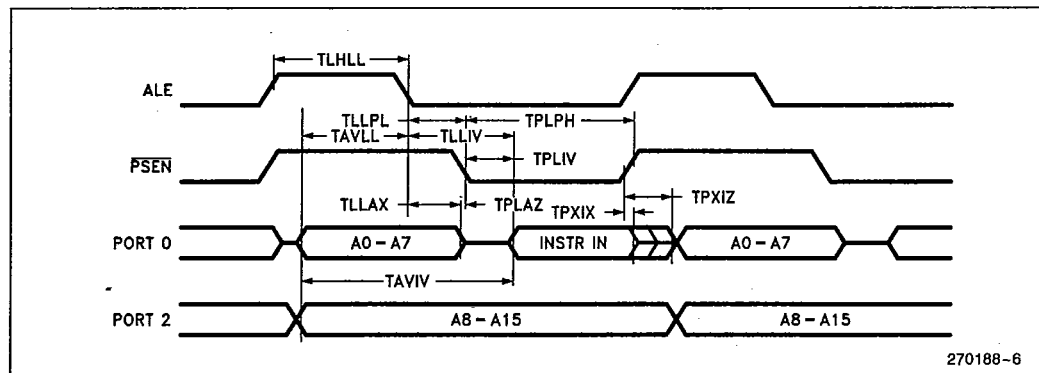 TLHLL
ALE
TLLPL
TPLPH
TAVLL
TLLIV
PSEN
TPLIV
TLLAX
TPLAZ
TPXIX
TPXIZ
PORT 0
A0-A7
INSTR IN
A0-A7
TAVIV
PORT 2
A8-A15
A8-A15
270188-6